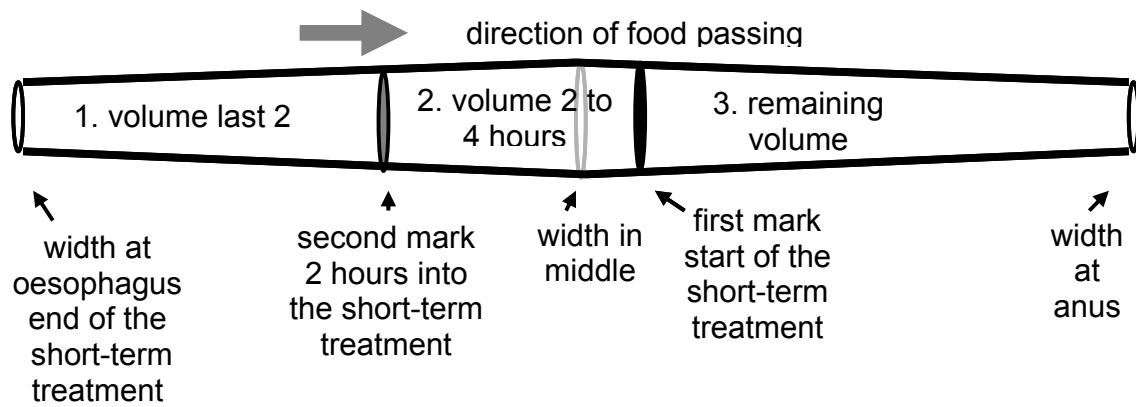 direction of food passing
1. volume last 2
2. volume 2 to
4 hours
3. remaining
volume
width at
oesophagus
end of the
short-term
treatment
second mark
2 hours into
the short-term
treatment
width in
middle
first mark
start of the
short-term
treatment
width
at
anus